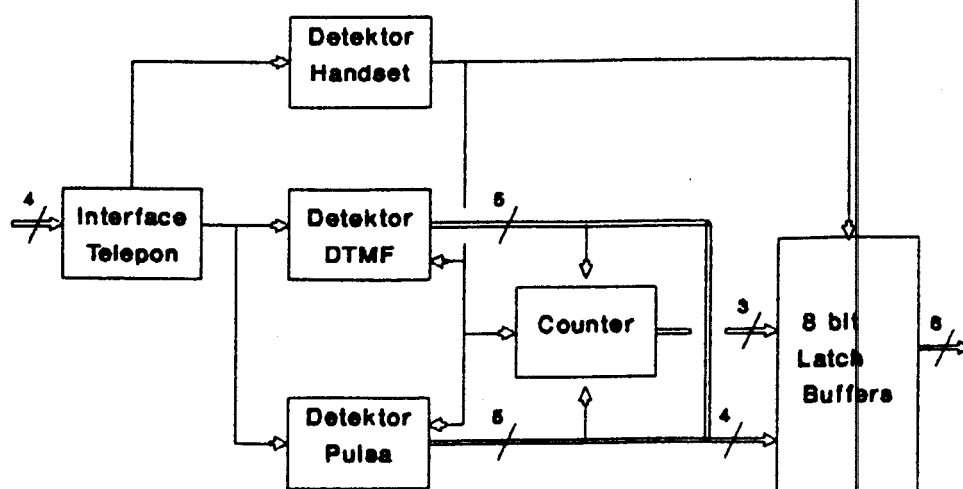 Detektor
Handset
4
Interface
Telepon
Detektor
DTMF
5
Counter
3
8 bit
Latch
Buffers
8
Detektor
Pulsa
5
4